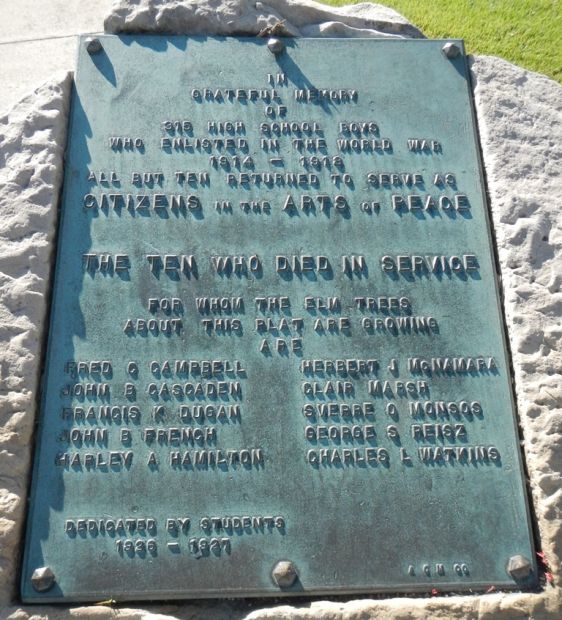 IN
GRATEFUL MEMORY
OF
315 HIGH SCHOOL BOYS
WHO ENLISTED IN THE WORLD WAR
1914 - 1918
ALL BUT TEN RETURNED TO SERVE AS
CITIZENS IN THE ARTS OF PEACE
THE TEN WHO DIED IN SERVICE
FOR WHOM THE ELM TREES
ABOUT THIS PLAT ARE GROWING
ARE
FRED C CAMPBELL
JOHN B CASCADEN
FRANCIS K DUGAN
JOHN B FRENCH
HARLEY A HAMILTON
HERBERT J MCNAMARA
CLAIR MARSH
SVERRE O MONSOS
GEORGE S REISZ
CHARLES L WATKINS
DEDICATED BY STUDENTS
1926 - 1927